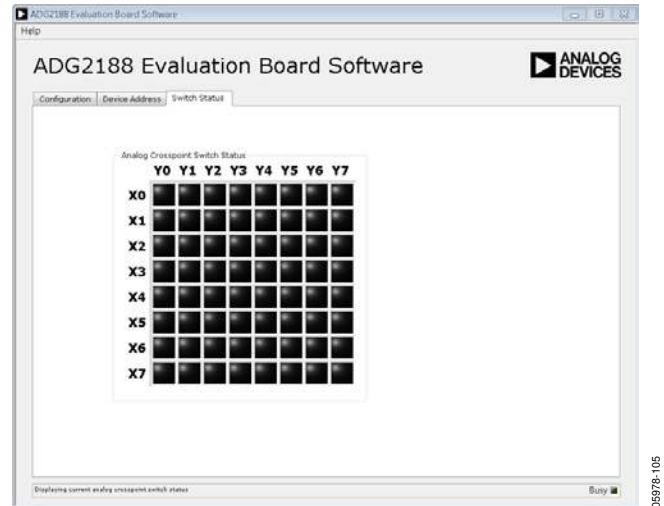 ADG2188 Evaluation Board Software
Help
ADG2188 Evaluation Board Software
ANALOG
DEVICES
Configuration Device Address Switch Status
Analog Crosspoint Switch Status
Y0 Y1 Y2 Y3 Y4 Y5 Y6 Y7
X0
X1
X2
X3
X4
X5
X6
X7
Displaying current analog crosspoint switch status
Busy
05978-105